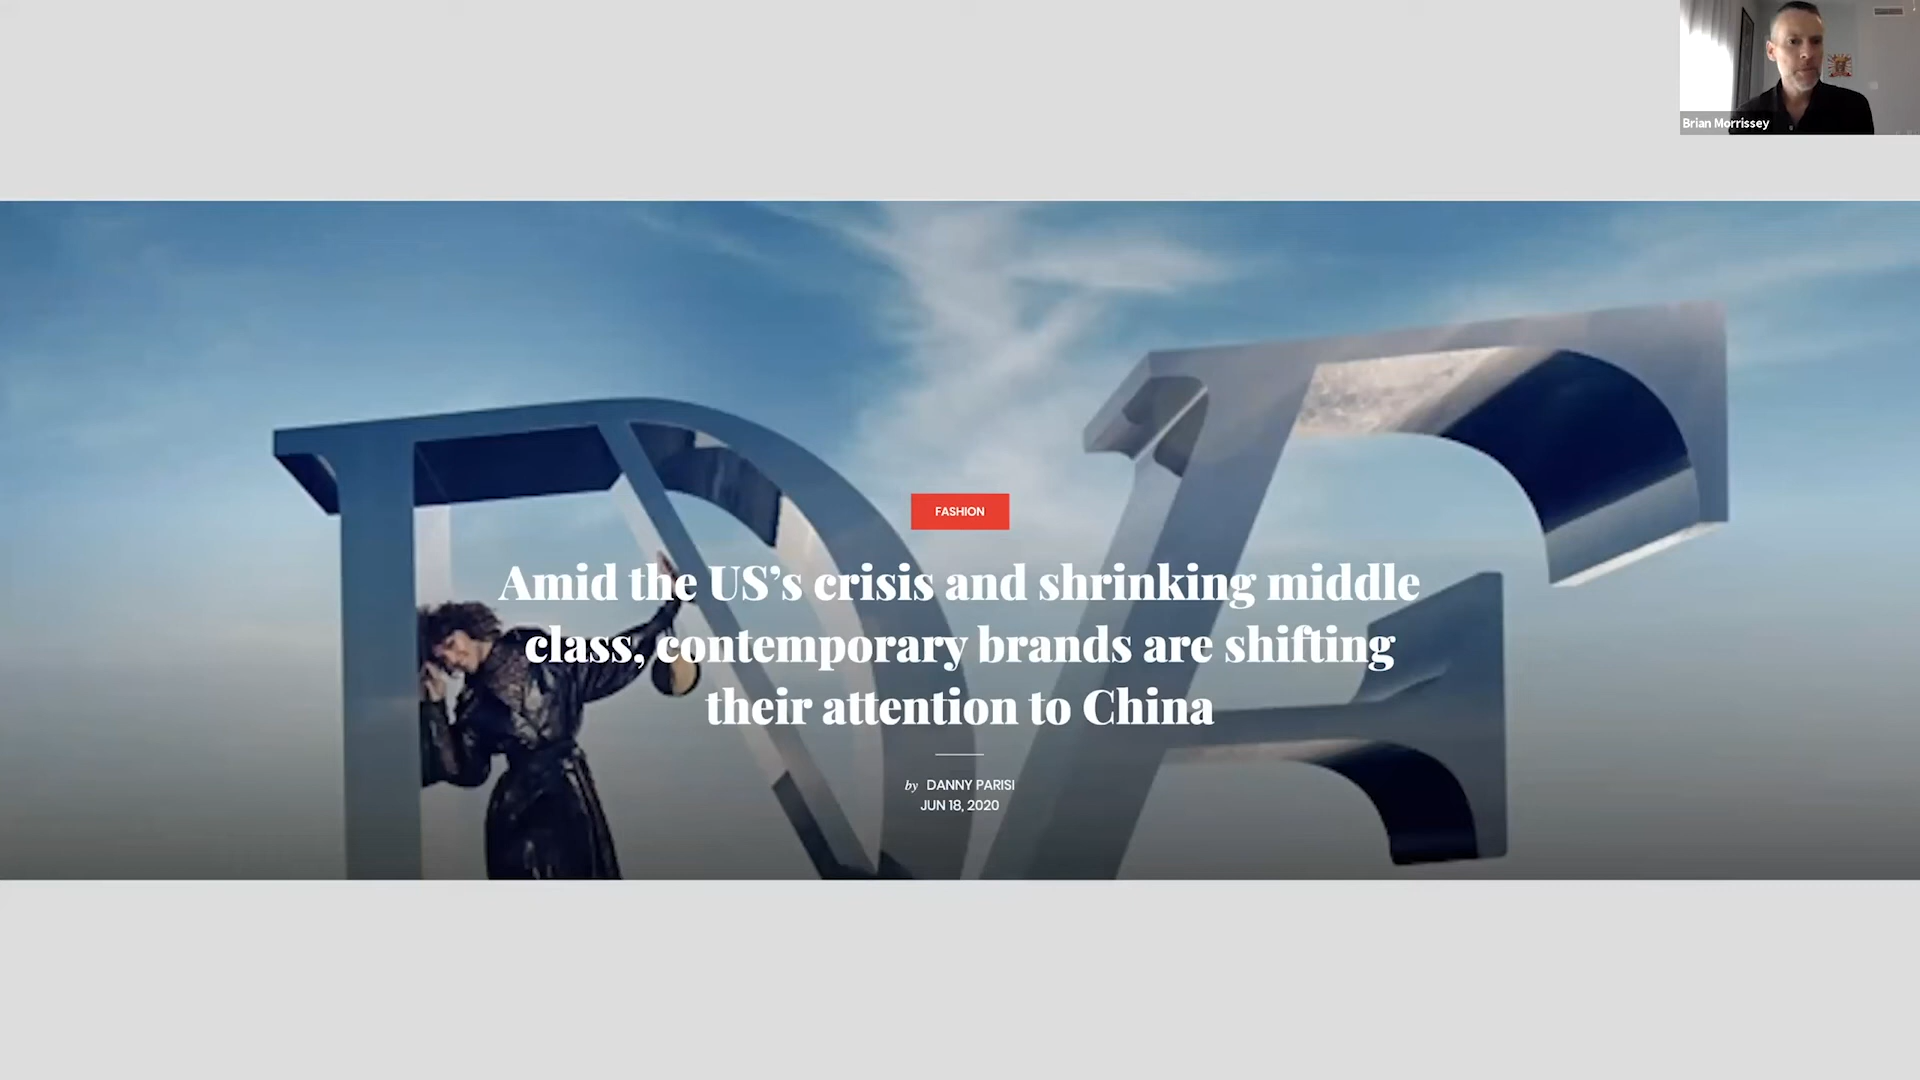 Brian Morrissey
FASHION
Amid the US’s crisis and shrinking middle
class, contemporary brands are shifting
their attention to China
by DANNY PARISI
JUN 18, 2020